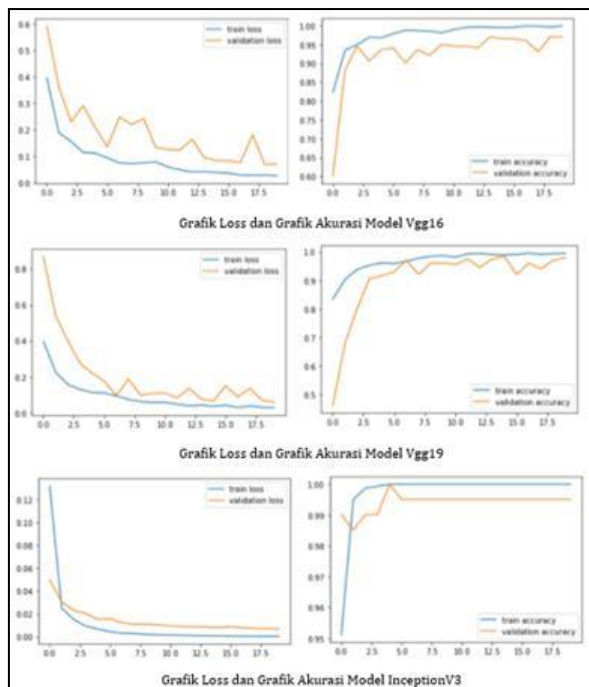 0.6
0.5
0.4
0.3
0.2
0.1
0.0
train loss
validation loss
0.0 2.5 5.0 7.5 10.0 12.5 15.0 17.5
1.00
0.95
0.90
0.85
0.80
0.75
0.70
0.65
0.60
train accuracy
validation accuracy
0.0 2.5 5.0 7.5 10.0 12.5 15.0 17.5
Grafik Loss dan Grafik Akurasi Model Vgg16
0.8
0.6
0.4
0.2
0.0
train loss
validation loss
0.0 2.5 5.0 7.5 10.0 12.5 15.0 17.5
1.0
0.9
0.8
0.7
0.6
0.5
train accuracy
validation accuracy
0.0 2.5 5.0 7.5 10.0 12.5 15.0 17.5
Grafik Loss dan Grafik Akurasi Model Vgg19
0.12
0.10
0.08
0.06
0.04
0.02
0.00
train loss
validation loss
0.0 2.5 5.0 7.5 10.0 12.5 15.0 17.5
1.00
0.99
0.98
0.97
0.96
0.95
train accuracy
validation accuracy
0.0 2.5 5.0 7.5 10.0 12.5 15.0 17.5
Grafik Loss dan Grafik Akurasi Model InceptionV3